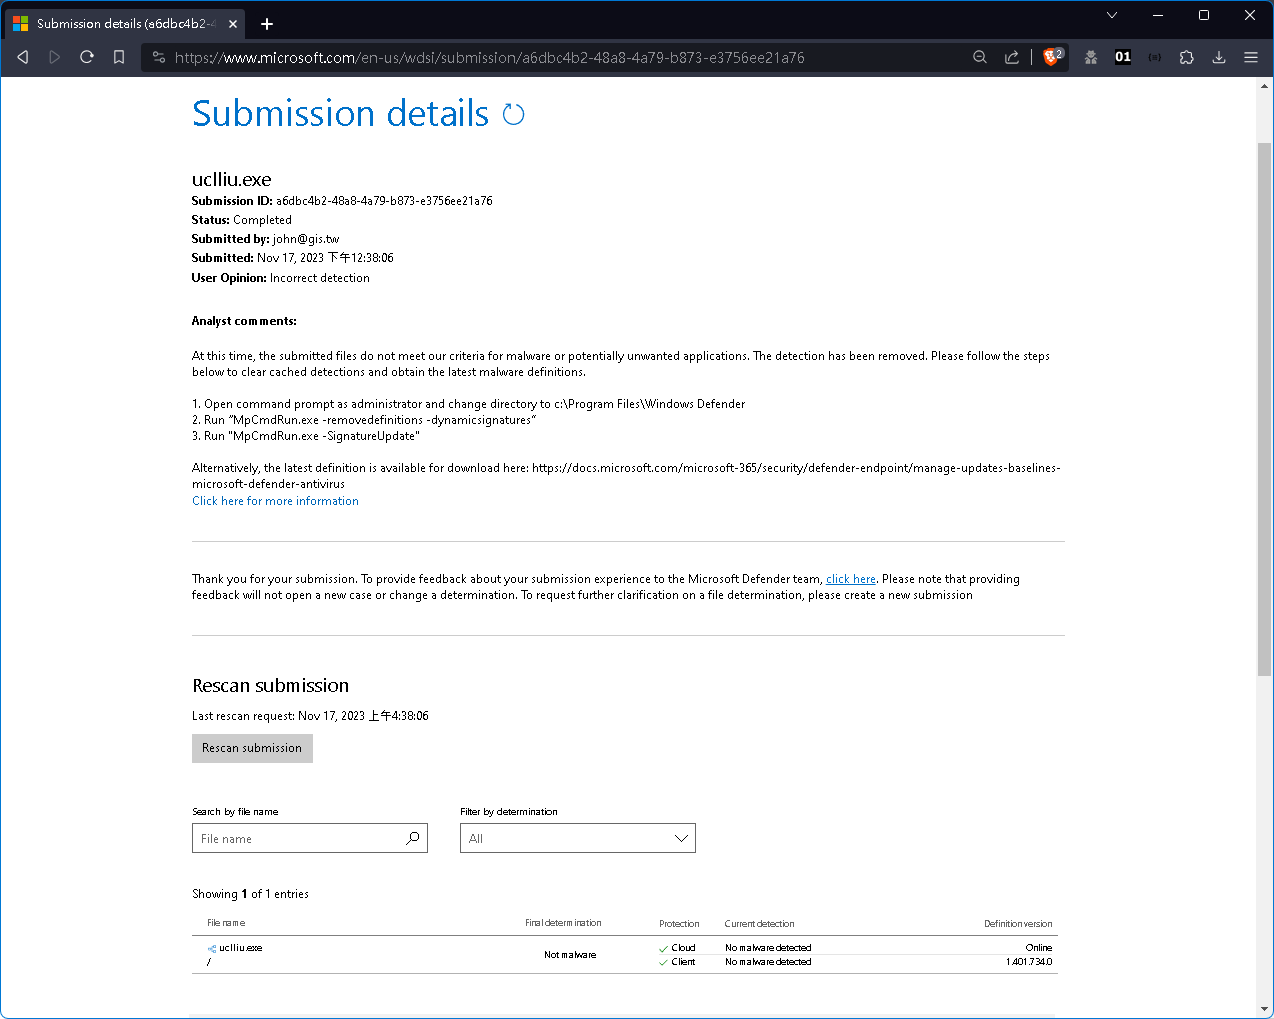 Submission details (a6dbc4b2-4
https://www.microsoft.com/en-us/wdsi/submission/a6dbc4b2-48a8-4a79-b873-e3756ee21a76
2
01
Submission details
uclliu.exe
Submission ID: a6dbc4b2-48a8-4a79-b873-e3756ee21a76
Status: Completed
Submitted by: john@gis.tw
Submitted: Nov 17, 2023 下午12:38:06
User Opinion: Incorrect detection
Analyst comments:
At this time, the submitted files do not meet our criteria for malware or potentially unwanted applications. The detection has been removed. Please follow the steps
below to clear cached detections and obtain the latest malware definitions.
1. Open command prompt as administrator and change directory to c:\Program Files\Windows Defender
2. Run “MpCmdRun.exe -removedefinitions -dynamicsignatures”
3. Run "MpCmdRun.exe -SignatureUpdate"
Alternatively, the latest definition is available for download here: https://docs.microsoft.com/microsoft-365/security/defender-endpoint/manage-updates-baselines-
microsoft-defender-antivirus
Click here for more information
Thank you for your submission. To provide feedback about your submission experience to the Microsoft Defender team, click here. Please note that providing
feedback will not open a new case or change a determination. To request further clarification on a file determination, please create a new submission
Rescan submission
Last rescan request: Nov 17, 2023 上午4:38:06
Rescan submission
Search by file name
Filter by determination
File name
All
Showing 1 of 1 entries
File name Final determination Protection Current detection Definition version
uclliu.exe Not malware Cloud No malware detected Online
/ Client No malware detected 1.401.734.0